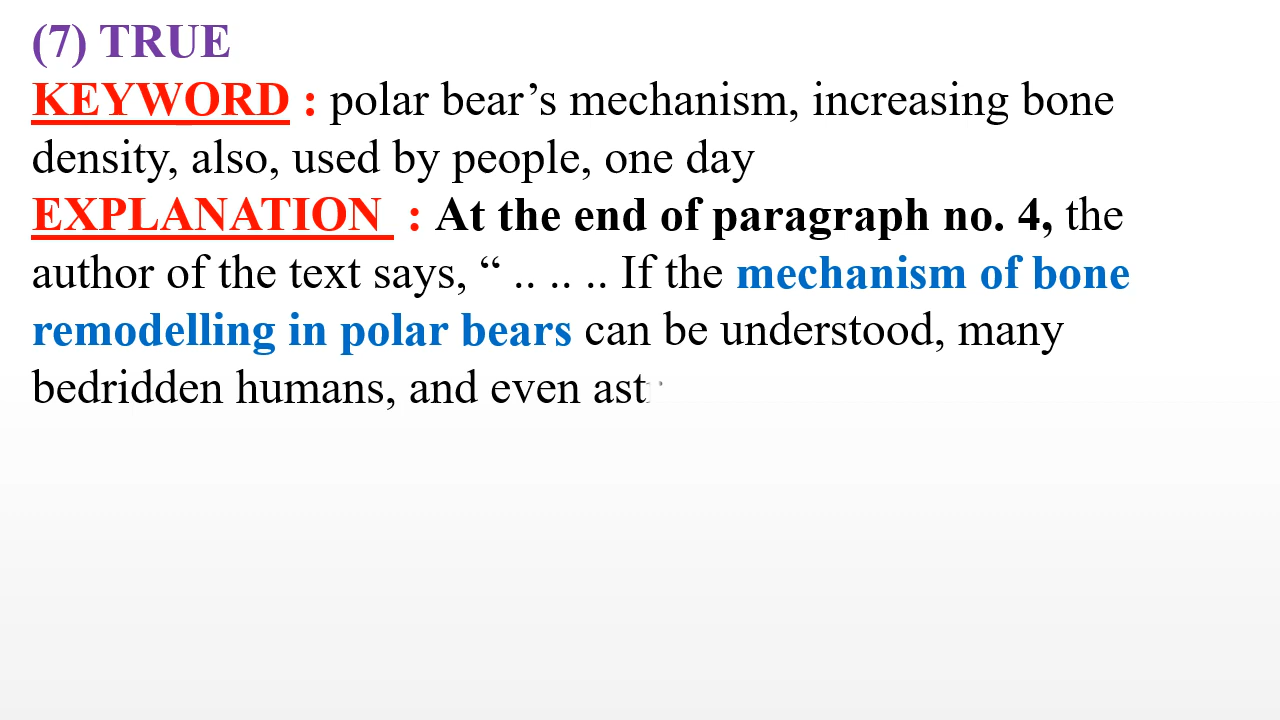 (7) TRUE
KEYWORD : polar bear’s mechanism, increasing bone
density, also, used by people, one day
EXPLANATION : At the end of paragraph no. 4, the
author of the text says, “ .. .. .. If the mechanism of bone
remodelling in polar bears can be understood, many
bedridden humans, and even ast